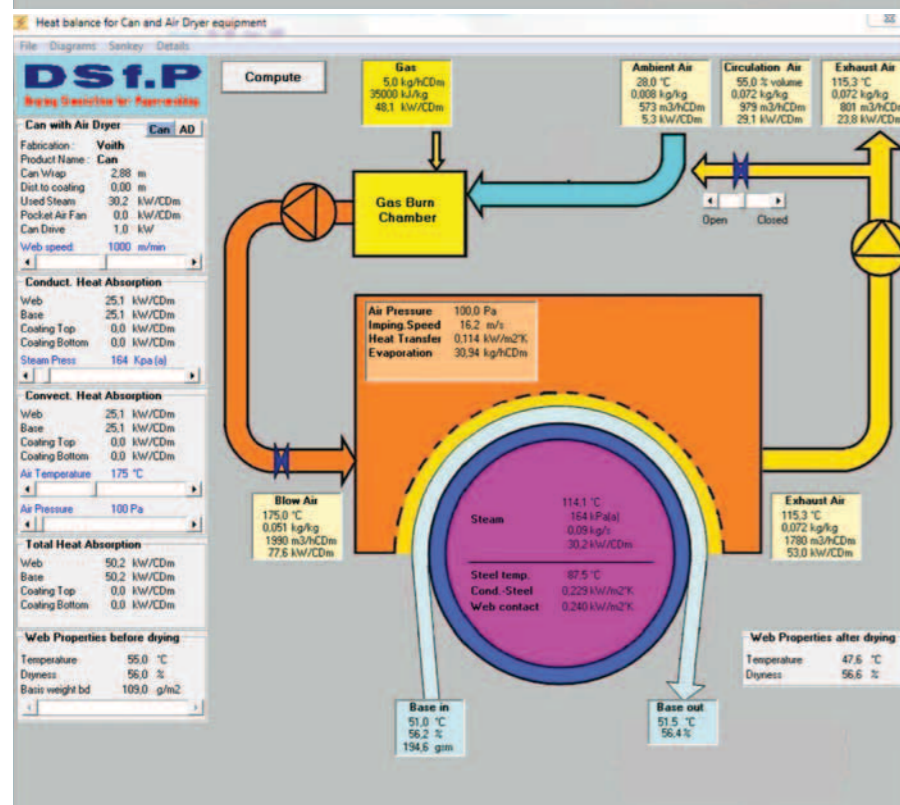 Heat balance for Can and Air Dryer equipment
File Diagrams Sankey Details
DSf.P
Compute
Can with Air Dryer
Can AD
Fabrication : Voith
Product Name : Can
Can Wrap 2,88 m
Dist to coating 0,00 m
Used Steam 30,2 kW/CDm
Pocket Air Fan 0,0 kW/CDm
Can Drive 1,0 kW
Web speed 1000 m/min
Conduct. Heat Absorption
Web 25,1 kW/CDm
Base 25,1 kW/CDm
Coating Top 0,0 kW/CDm
Coating Bottom 0,0 kW/CDm
Steam Press 164 Kpa(a)
Convect. Heat Absorption
Web 25,1 kW/CDm
Base 25,1 kW/CDm
Coating Top 0,0 kW/CDm
Coating Bottom 0,0 kW/CDm
Air Temperature 175 °C
Air Pressure 100 Pa
Total Heat Absorption
Web 50,2 kW/CDm
Base 50,2 kW/CDm
Coating Top 0,0 kW/CDm
Coating Bottom 0,0 kW/CDm
Web Properties before drying
Temperature 55,0 °C
Dryness 56,0 %
Basis weight bd 109,0 g/m2
Gas
5,0 kg/hCDm
35000 kJ/kg
48,1 kW/CDm
Ambient Air
28,0 °C
0,008 kg/kg
573 m3/hCDm
5,3 kW/CDm
Circulation Air
55,0 % volume
0,072 kg/kg
979 m3/hCDm
29,1 kW/CDm
Exhaust Air
115,3 °C
0,072 kg/kg
801 m3/hCDm
23,8 kW/CDm
Gas Burn
Chamber
Open Closed
Air Pressure 100,0 Pa
Imping.Speed 16,2 m/s
Heat Transfer 0,114 kW/m2°K
Evaporation 30,94 kg/hCDm
Blow Air
175,0 °C
0,051 kg/kg
1990 m3/hCDm
77,6 kW/CDm
Steam
114,1 °C
164 kPa(a)
0,09 kg/s
30,2 kW/CDm
Steel temp. 87,5 °C
Cond.-Steel 0,229 kW/m2°K
Web contact 0,240 kW/m2°K
Exhaust Air
115,3 °C
0,072 kg/kg
1780 m3/hCDm
53,0 kW/CDm
Base in
51,0 °C
56,2 %
194,6 gsm
Base out
51,5 °C
56,4 %
Web Properties after drying
Temperature 47,6 °C
Dryness 56,6 %